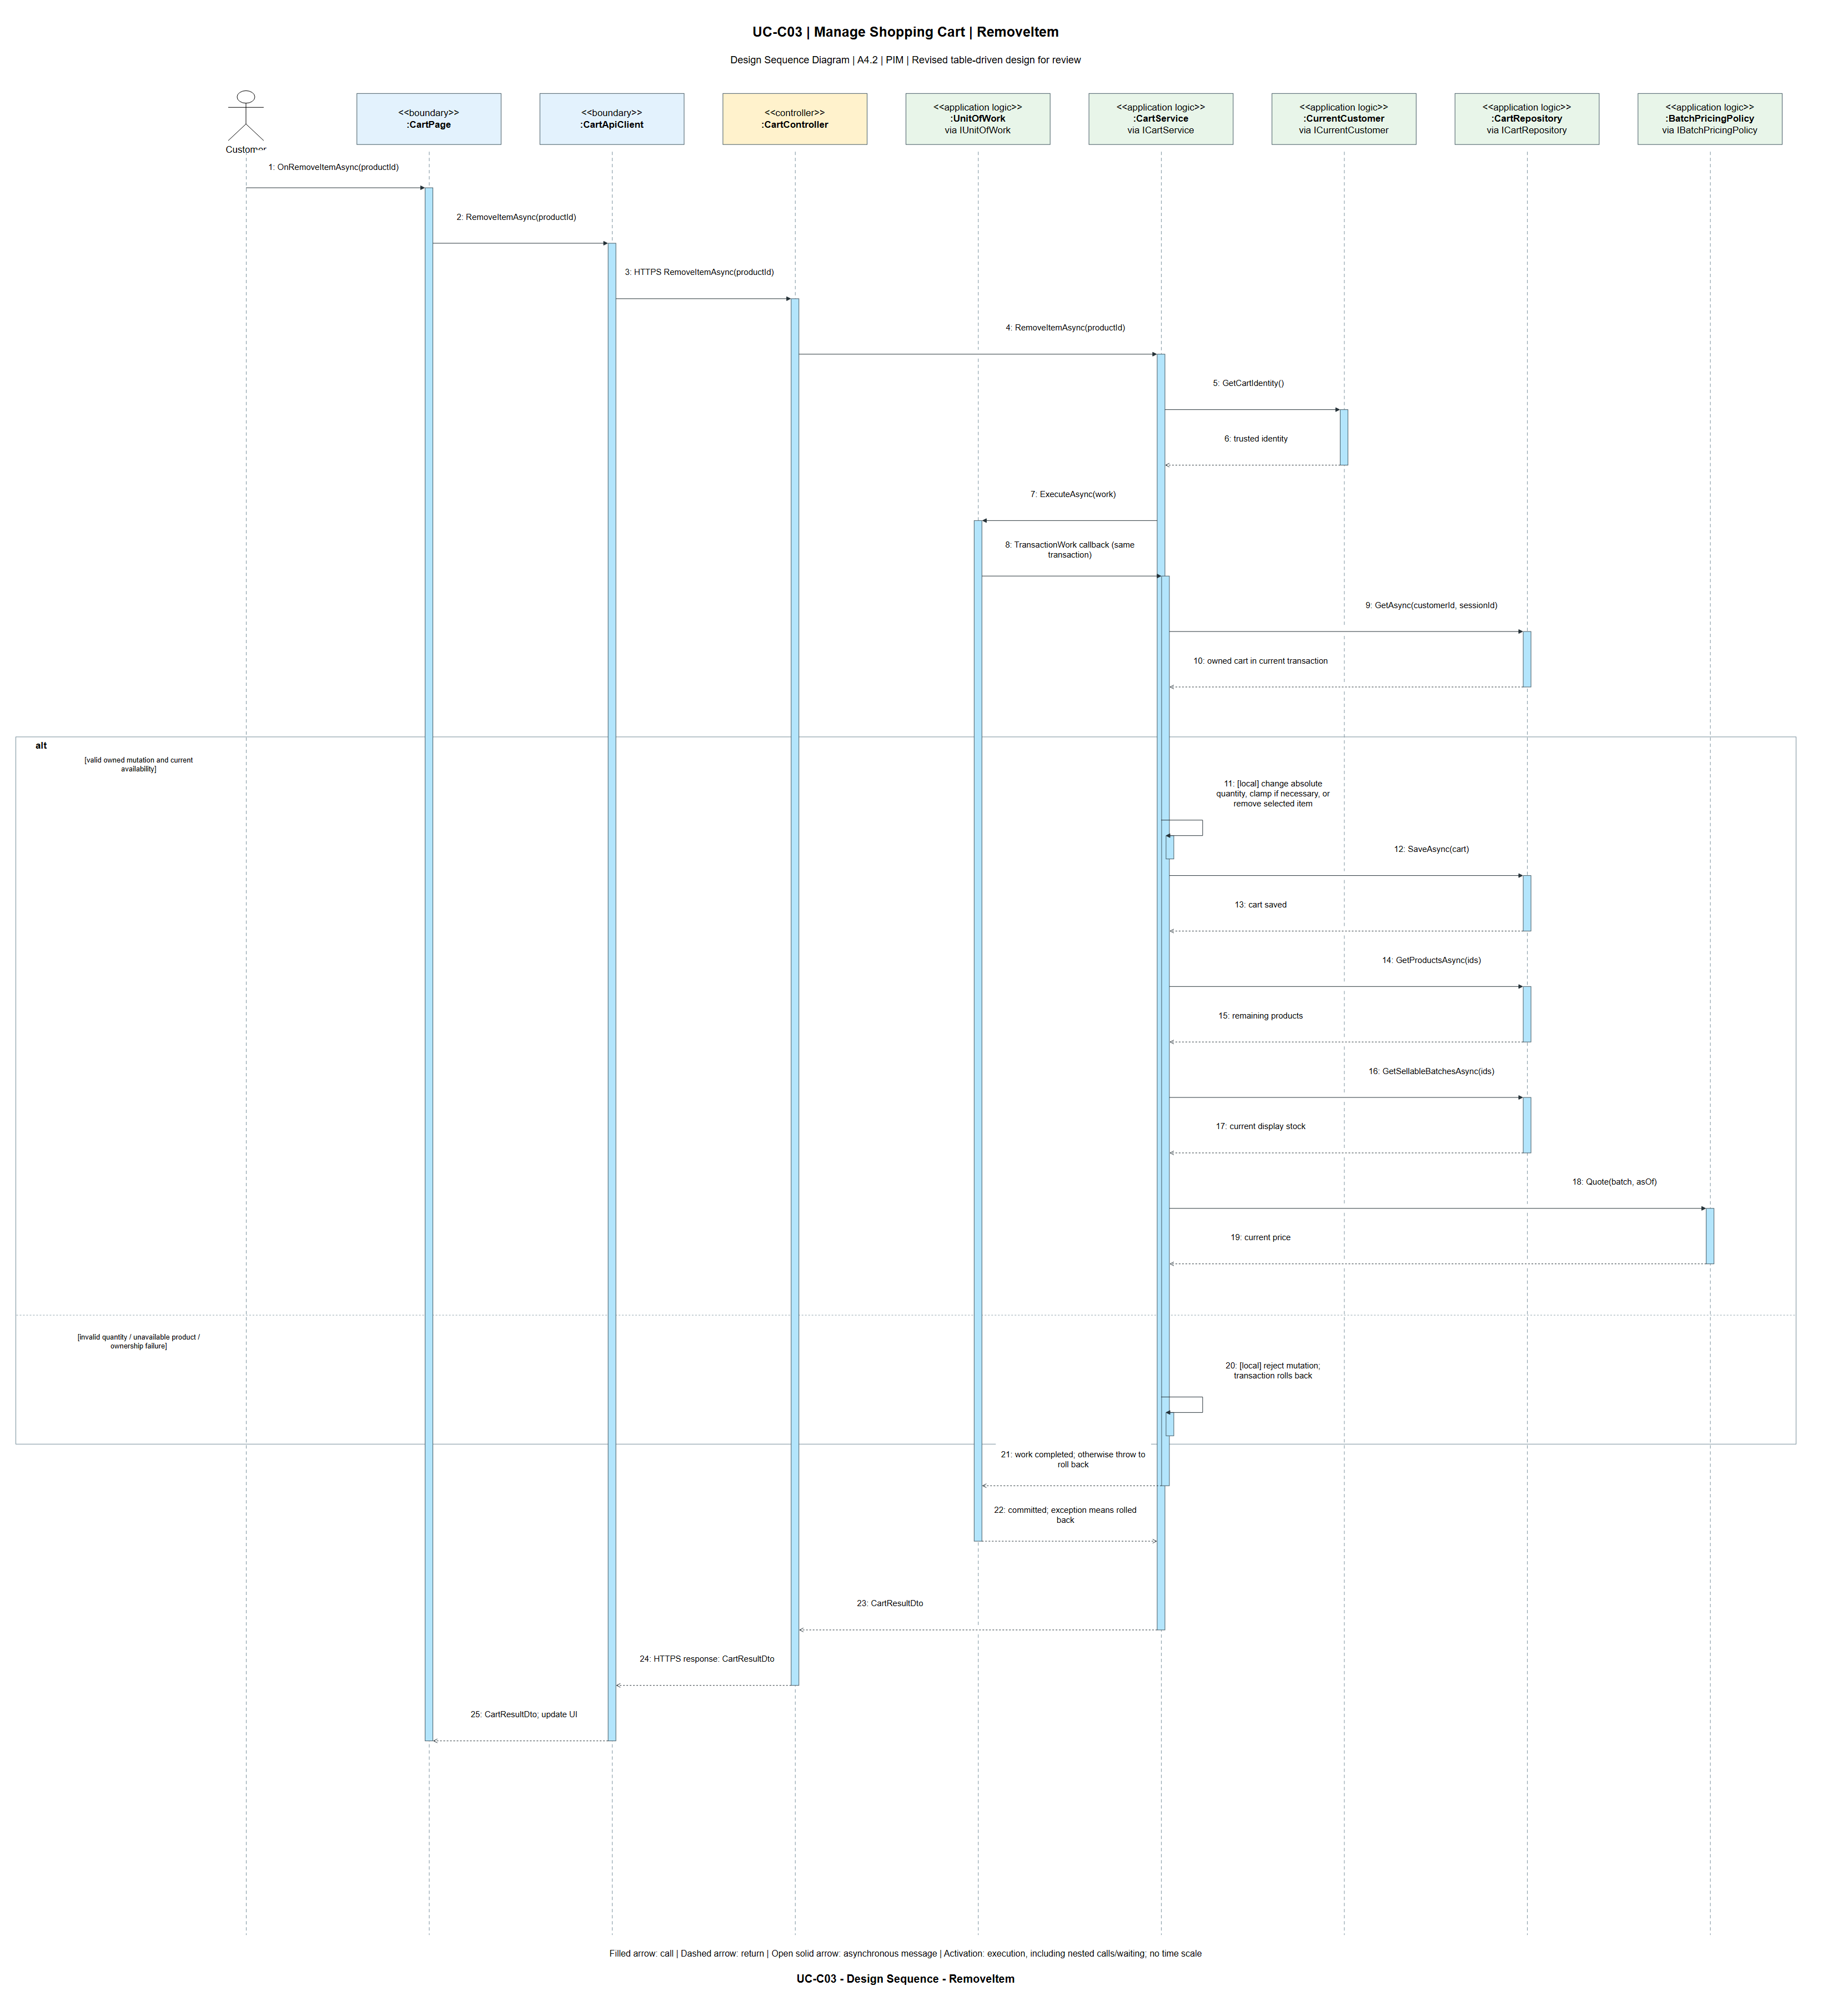 UC-C03 | Manage Shopping Cart | RemoveItem
Design Sequence Diagram | A4.2 | PIM | Revised table-driven design for review
Customer
<<boundary>>
:CartPage
<<boundary>>
:CartApiClient
<<controller>>
:CartController
<<application logic>>
:UnitOfWork
via IUnitOfWork
<<application logic>>
:CartService
via ICartService
<<application logic>>
:CurrentCustomer
via ICurrentCustomer
<<application logic>>
:CartRepository
via ICartRepository
<<application logic>>
:BatchPricingPolicy
via IBatchPricingPolicy
1: OnRemoveItemAsync(productId)
2: RemoveItemAsync(productId)
3: HTTPS RemoveItemAsync(productId)
4: RemoveItemAsync(productId)
5: GetCartIdentity()
6: trusted identity
7: ExecuteAsync(work)
8: TransactionWork callback (same
transaction)
9: GetAsync(customerId, sessionId)
10: owned cart in current transaction
alt
[valid owned mutation and current
availability]
11: [local] change absolute
quantity, clamp if necessary, or
remove selected item
12: SaveAsync(cart)
13: cart saved
14: GetProductsAsync(ids)
15: remaining products
16: GetSellableBatchesAsync(ids)
17: current display stock
18: Quote(batch, asOf)
19: current price
[invalid quantity / unavailable product /
ownership failure]
20: [local] reject mutation;
transaction rolls back
21: work completed; otherwise throw to
roll back
22: committed; exception means rolled
back
23: CartResultDto
24: HTTPS response: CartResultDto
25: CartResultDto; update UI
Filled arrow: call | Dashed arrow: return | Open solid arrow: asynchronous message | Activation: execution, including nested calls/waiting; no time scale
UC-C03 - Design Sequence - RemoveItem